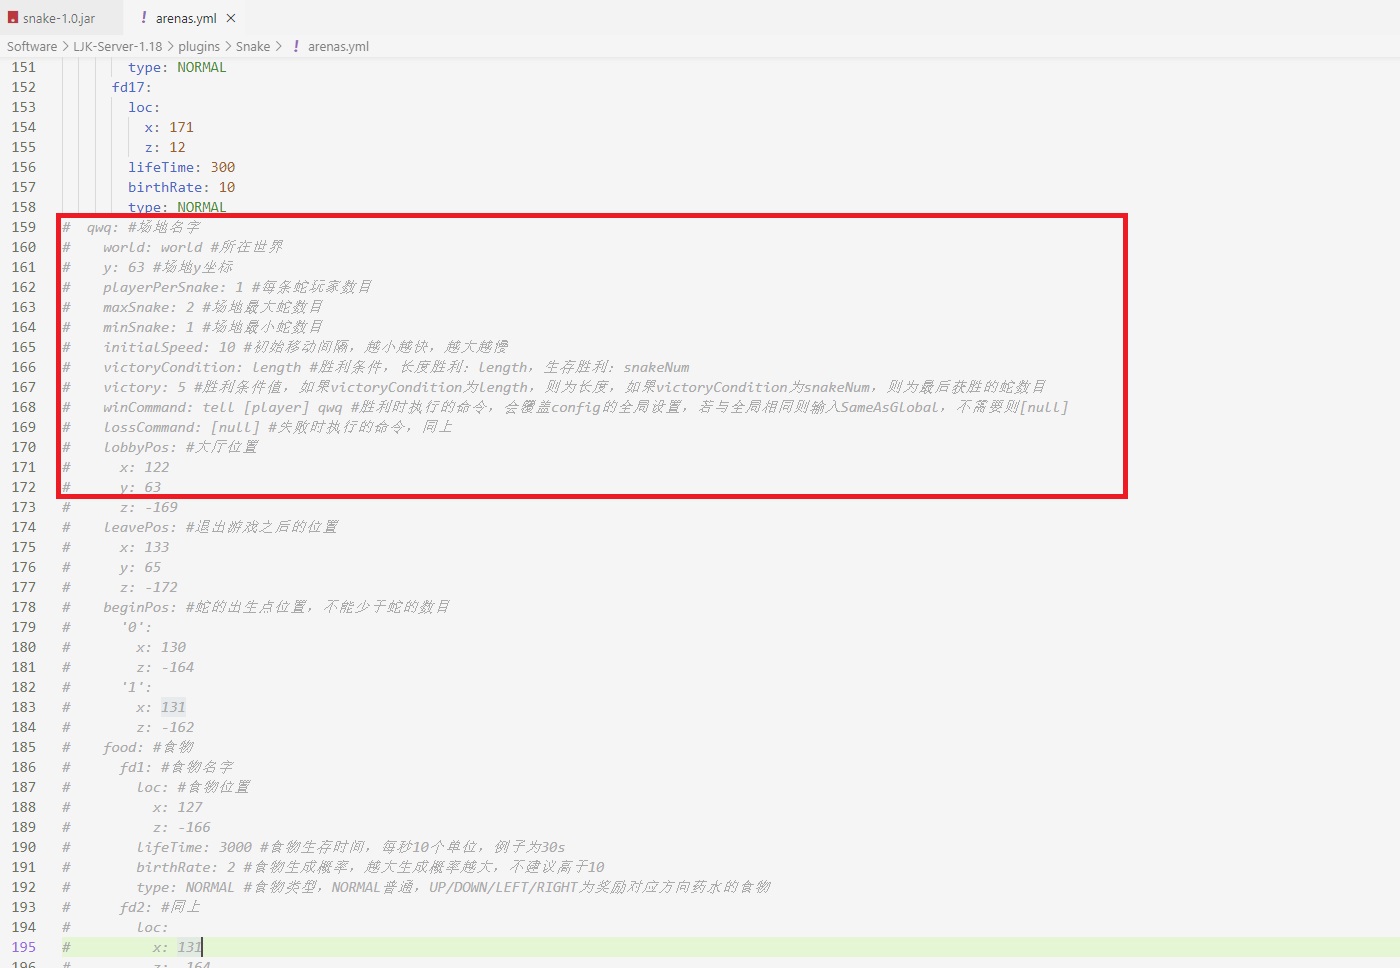 snake-1.0.jar
! arenas.yml ×
Software > LJK-Server-1.18 > plugins > Snake > ! arenas.yml
151 type: NORMAL
152 fd17:
153 loc:
154 x: 171
155 z: 12
156 lifeTime: 300
157 birthRate: 10
158 type: NORMAL
159 # qwq: #场地名字
160 # world: world #所在世界
161 # y: 63 #场地y坐标
162 # playerPerSnake: 1 #每条蛇玩家数目
163 # maxSnake: 2 #场地最大蛇数目
164 # minSnake: 1 #场地最小蛇数目
165 # initialSpeed: 10 #初始移动间隔，越小越快，越大越慢
166 # victoryCondition: length #胜利条件，长度胜利：length，生存胜利：snakeNum
167 # victory: 5 #胜利条件值，如果victoryCondition为length，则为长度，如果victoryCondition为snakeNum，则为最后获胜的蛇数目
168 # winCommand: tell [player] qwq #胜利时执行的命令，会覆盖config的全局设置，若与全局相同则输入SameAsGlobal，不需要则[null]
169 # lossCommand: [null] #失败时执行的命令，同上
170 # lobbyPos: #大厅位置
171 # x: 122
172 # y: 63
173 # z: -169
174 # leavePos: #退出游戏之后的位置
175 # x: 133
176 # y: 65
177 # z: -172
178 # beginPos: #蛇的出生点位置，不能少于蛇的数目
179 # '0':
180 # x: 130
181 # z: -164
182 # '1':
183 # x: 131
184 # z: -162
185 # food: #食物
186 # fd1: #食物名字
187 # loc: #食物位置
188 # x: 127
189 # z: -166
190 # lifeTime: 3000 #食物生存时间，每秒10个单位，例子为30s
191 # birthRate: 2 #食物生成概率，越大生成概率越大，不建议高于10
192 # type: NORMAL #食物类型，NORMAL普通，UP/DOWN/LEFT/RIGHT为奖励对应方向药水的食物
193 # fd2: #同上
194 # loc:
195 # x: 131
196 # z: -164